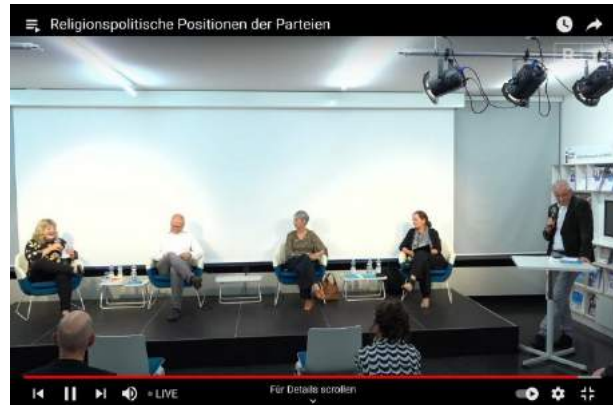 Religionspolitische Positionen der Parteien
LIVE
Für Details scrollen